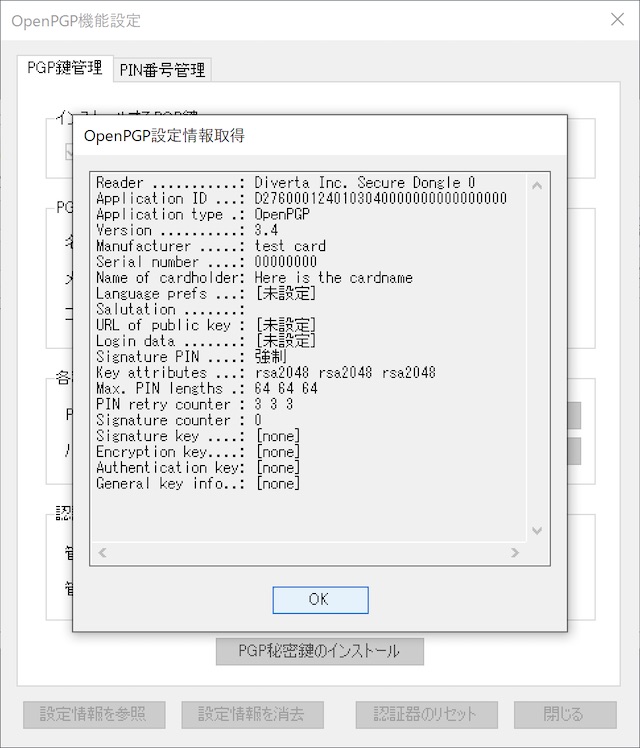 OpenPGP機能設定
PGP鍵管理
PIN番号管理
OpenPGP設定情報取得
Reader ...........: Diverta Inc. Secure Dongle 0
Application ID ...: D2760001240103040000000000000000
Application type .: OpenPGP
Version ..........: 3.4
Manufacturer .....: test card
Serial number ....: 00000000
Name of cardholder: Here is the cardname
Language prefs ...: [未設定]
Salutation .......:
URL of public key : [未設定]
Login data .......: [未設定]
Signature PIN ....: 強制
Key attributes ...: rsa2048 rsa2048 rsa2048
Max. PIN lengths .: 64 64 64
PIN retry counter : 3 3 3
Signature counter : 0
Signature key ....: [none]
Encryption key....: [none]
Authentication key: [none]
General key info..: [none]
OK
PGP秘密鍵のインストール
設定情報を参照
設定情報を消去
認証器のリセット
閉じる